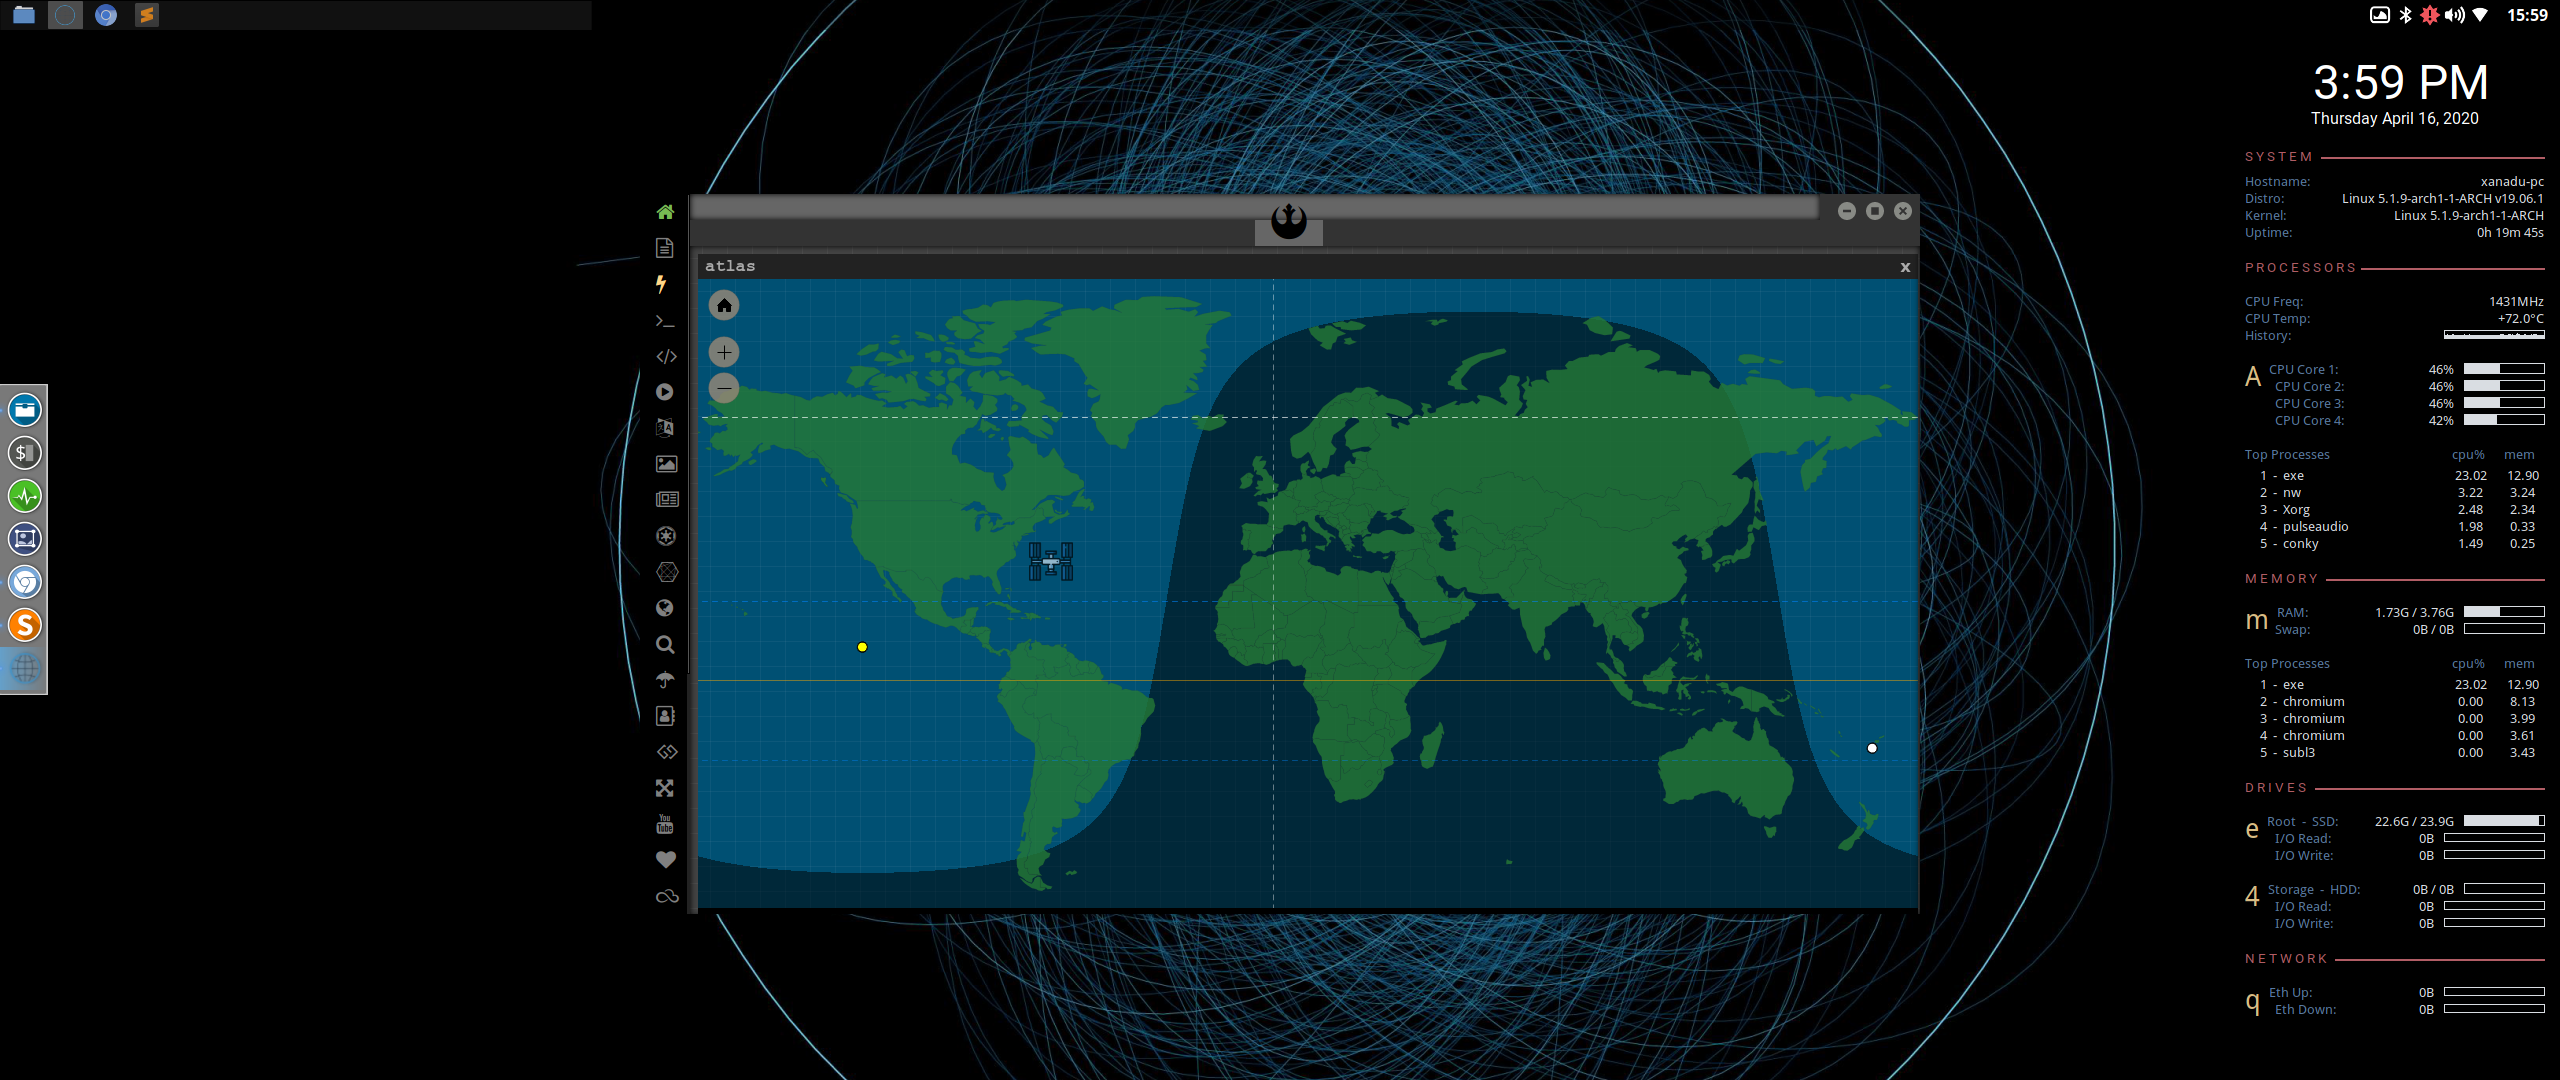 15:59
3:59 PM
Thursday April 16, 2020
SYSTEM
Hostname: xanadu-pc
Distro: Linux 5.1.9-arch1-1-ARCH v19.06.1
Kernel: Linux 5.1.9-arch1-1-ARCH
Uptime: 0h 19m 45s
PROCESSORS
CPU Freq: 1431MHz
CPU Temp: +72.0°C
History:
A CPU Core 1: 46%
CPU Core 2: 46%
CPU Core 3: 46%
CPU Core 4: 42%
Top Processes cpu% mem
1 - exe 23.02 12.90
2 - nw 3.22 3.24
3 - Xorg 2.48 2.34
4 - pulseaudio 1.98 0.33
5 - conky 1.49 0.25
MEMORY
m RAM: 1.73G / 3.76G
Swap: 0B / 0B
Top Processes cpu% mem
1 - exe 23.02 12.90
2 - chromium 0.00 8.13
3 - chromium 0.00 3.99
4 - chromium 0.00 3.61
5 - subl3 0.00 3.43
DRIVES
e Root - SSD: 22.6G / 23.9G
I/O Read: 0B
I/O Write: 0B
4 Storage - HDD: 0B / 0B
I/O Read: 0B
I/O Write: 0B
NETWORK
q Eth Up: 0B
Eth Down: 0B
atlas x
You
Tube
$
S